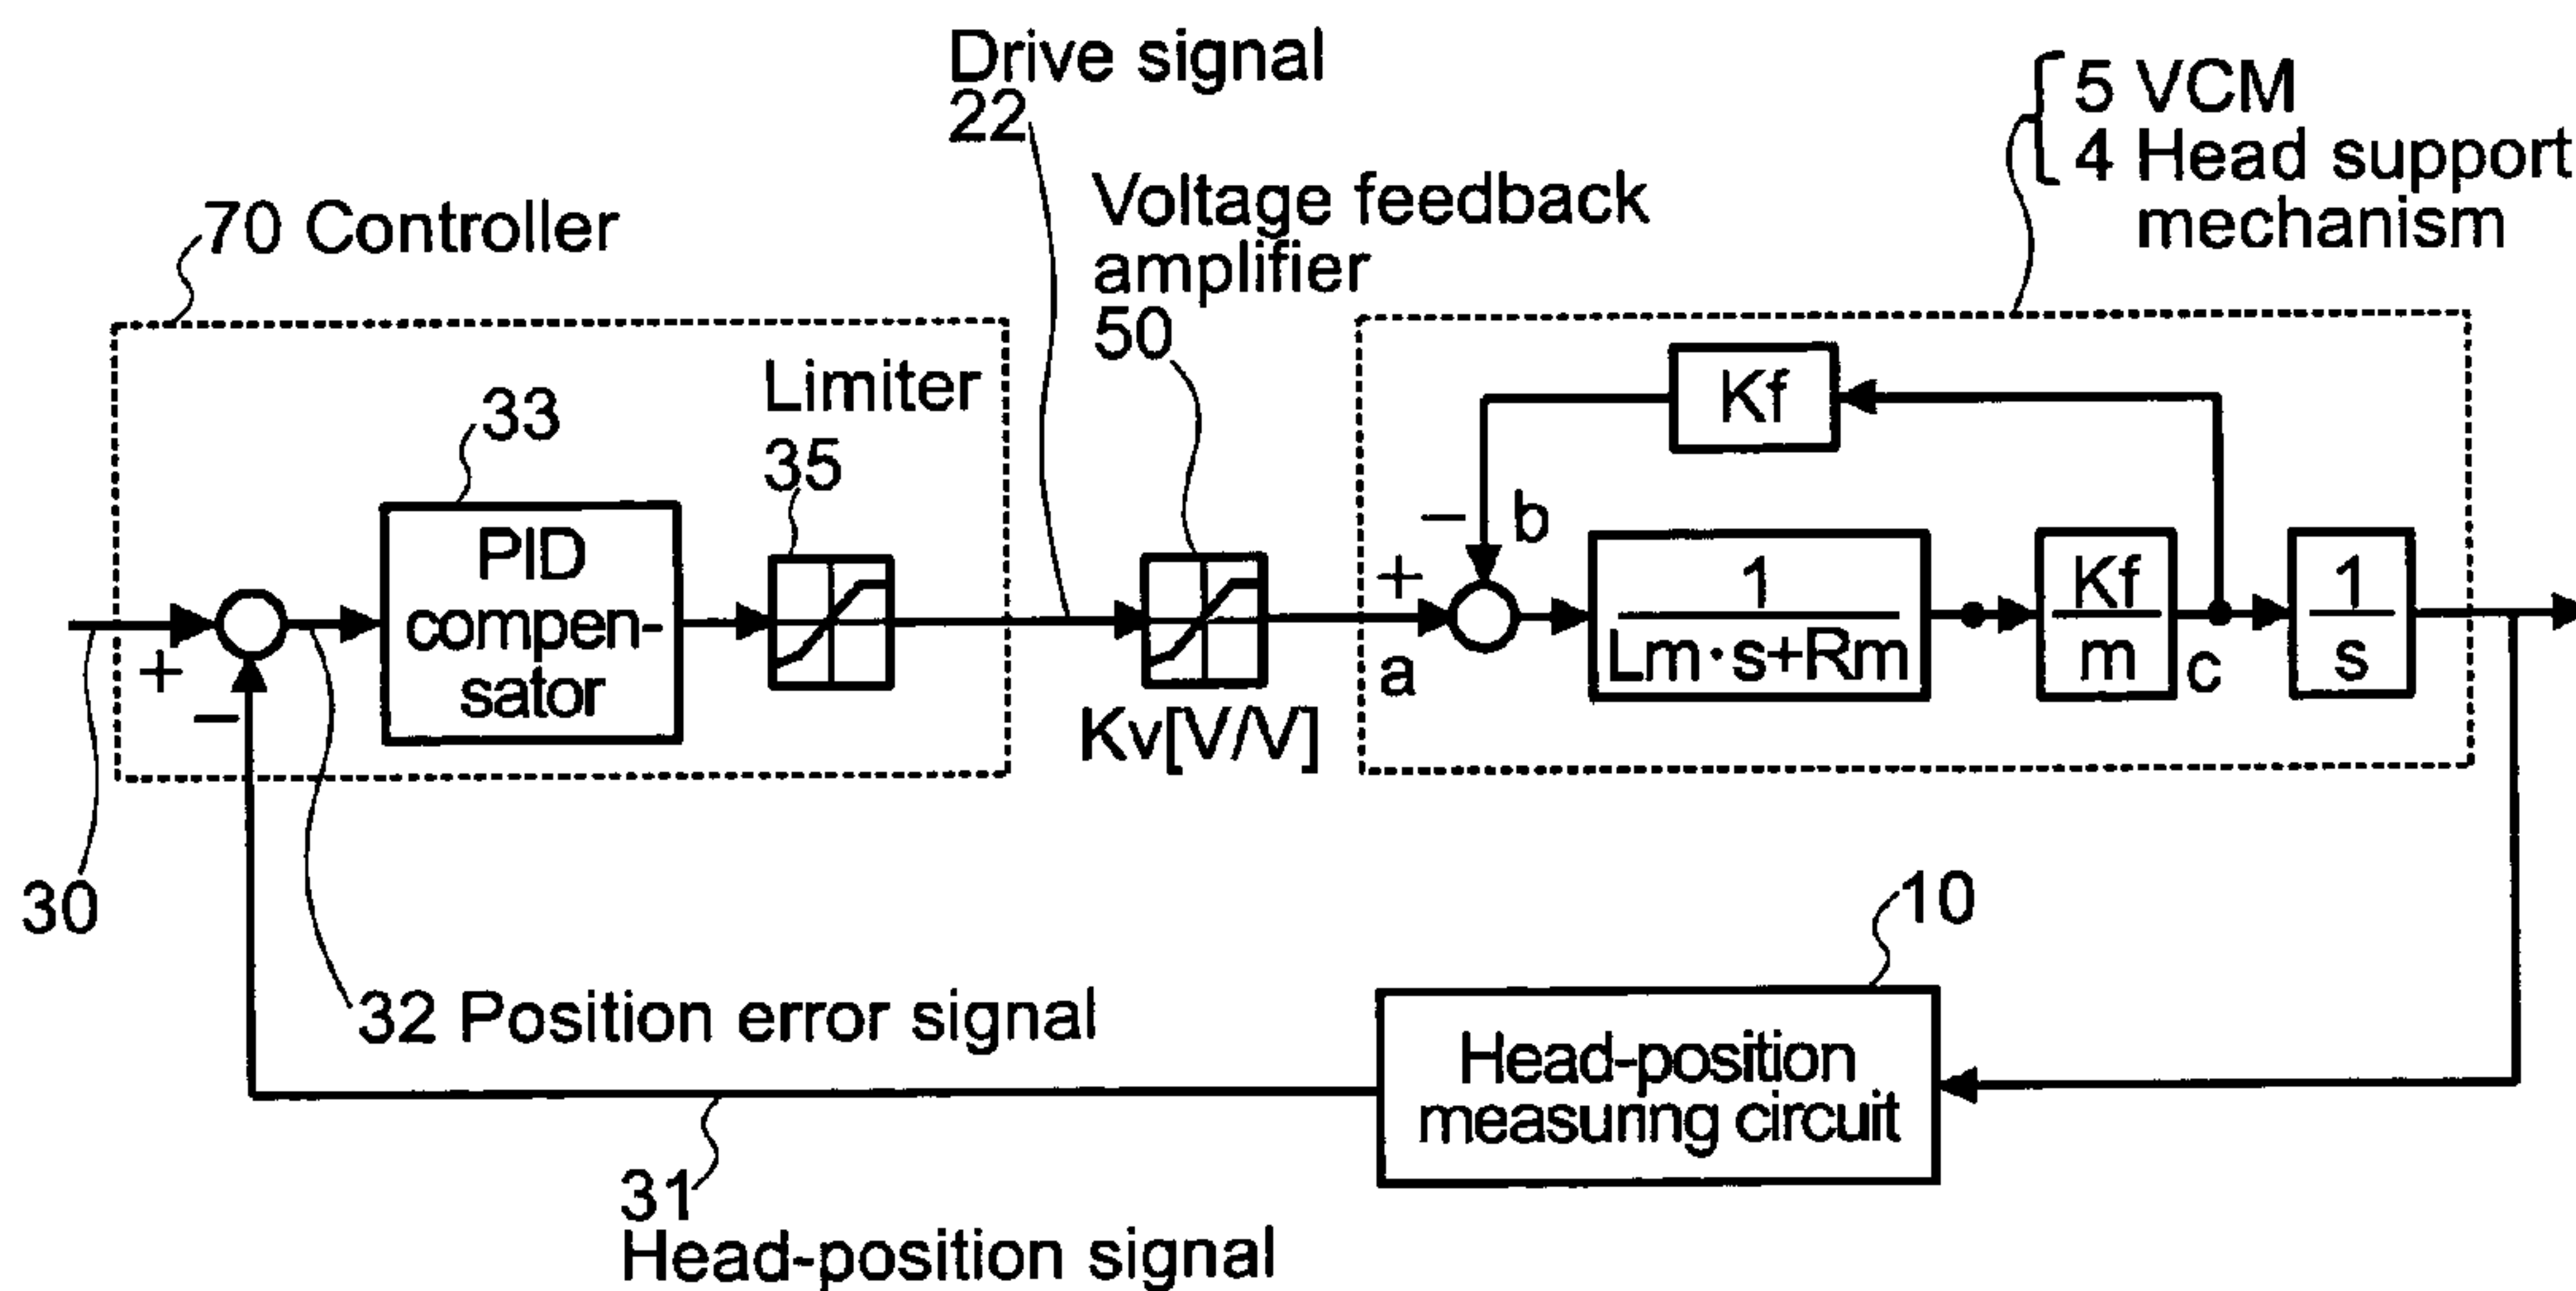 Drive signal
22
5 VCM
4 Head support
mechanism
Voltage feedback
amplifier
50
70 Controller
Limiter
35
33
PID
compen-
sator
+
−
30
32 Position error signal
Kv[V/V]
Kf
−
b
+
a
1
Lm·s+Rm
Kf
m
c
1
s
10
Head-position
measuring circuit
31
Head-position signal